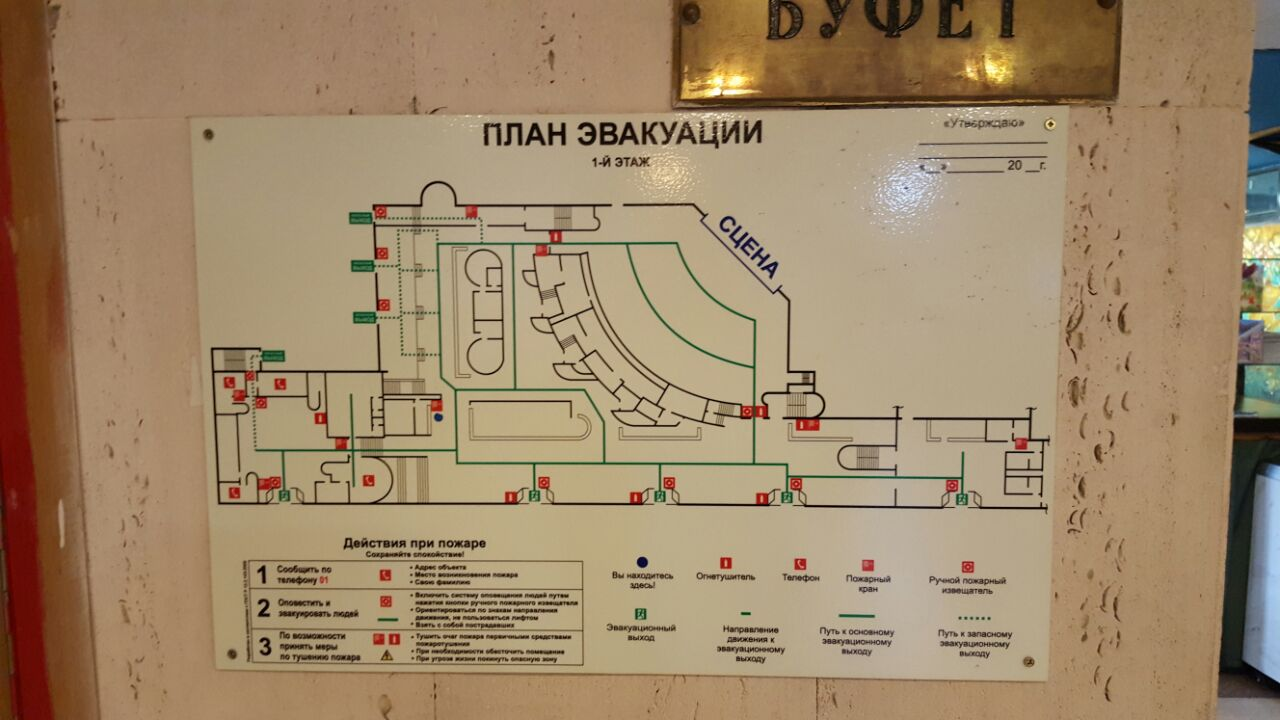 БУФЕТ
ПЛАН ЭВАКУАЦИИ
1-Й ЭТАЖ
«Утверждаю»
«__»________ 20 __г.
СЦЕНА
Действия при пожаре
Сохраняйте спокойствие!
1 Сообщить по телефону 01
• Адрес объекта
• Место возникновения пожара
• Свою фамилию
2 Оповестить и эвакуировать людей
• Включить систему оповещения людей путем
нажатия кнопки ручного пожарного извещателя
• Ориентироваться по знакам направления
движения, не пользоваться лифтом
• Взять с собой пострадавших
3 По возможности принять меры по тушению пожара
• Тушить очаг пожара первичными средствами
пожаротушения
• При необходимости обесточить помещение
• При угрозе жизни покинуть опасную зону
Вы находитесь
здесь!
Огнетушитель
Телефон
Пожарный
кран
Ручной пожарный
извещатель
Эвакуационный
выход
Направление
движения к
эвакуационному
выходу
Путь к основному
эвакуационному
выходу
Путь к запасному
эвакуационному
выходу